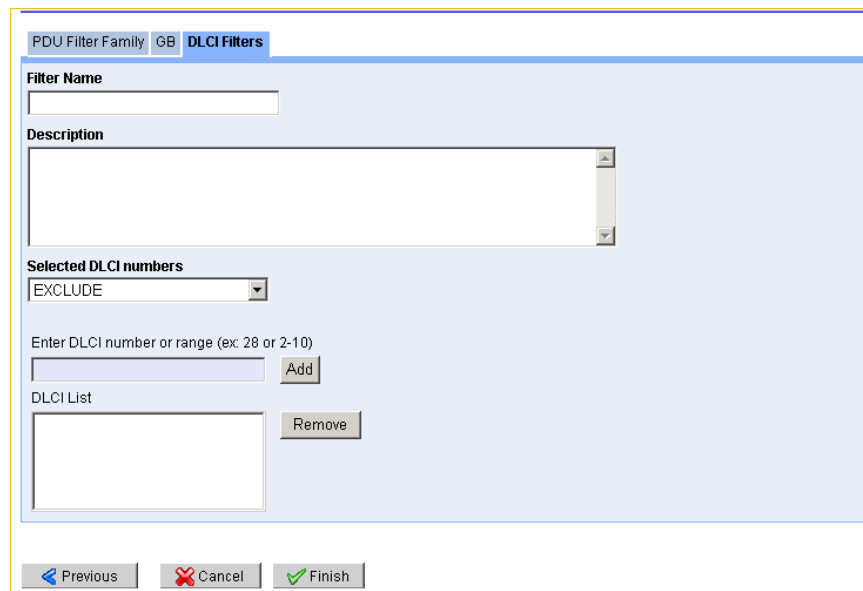 PDU Filter Family GB DLCI Filters
Filter Name
Description
Selected DLCI numbers
EXCLUDE
Enter DLCI number or range (ex: 28 or 2-10)
Add
DLCI List
Remove
Previous Cancel Finish